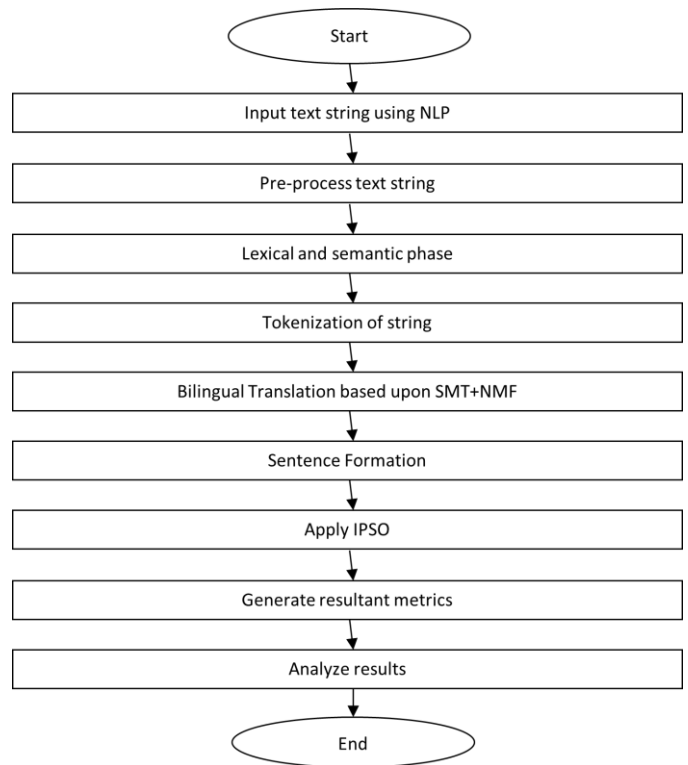 Start
Input text string using NLP
Pre-process text string
Lexical and semantic phase
Tokenization of string
Bilingual Translation based upon SMT+NMF
Sentence Formation
Apply IPSO
Generate resultant metrics
Analyze results
End